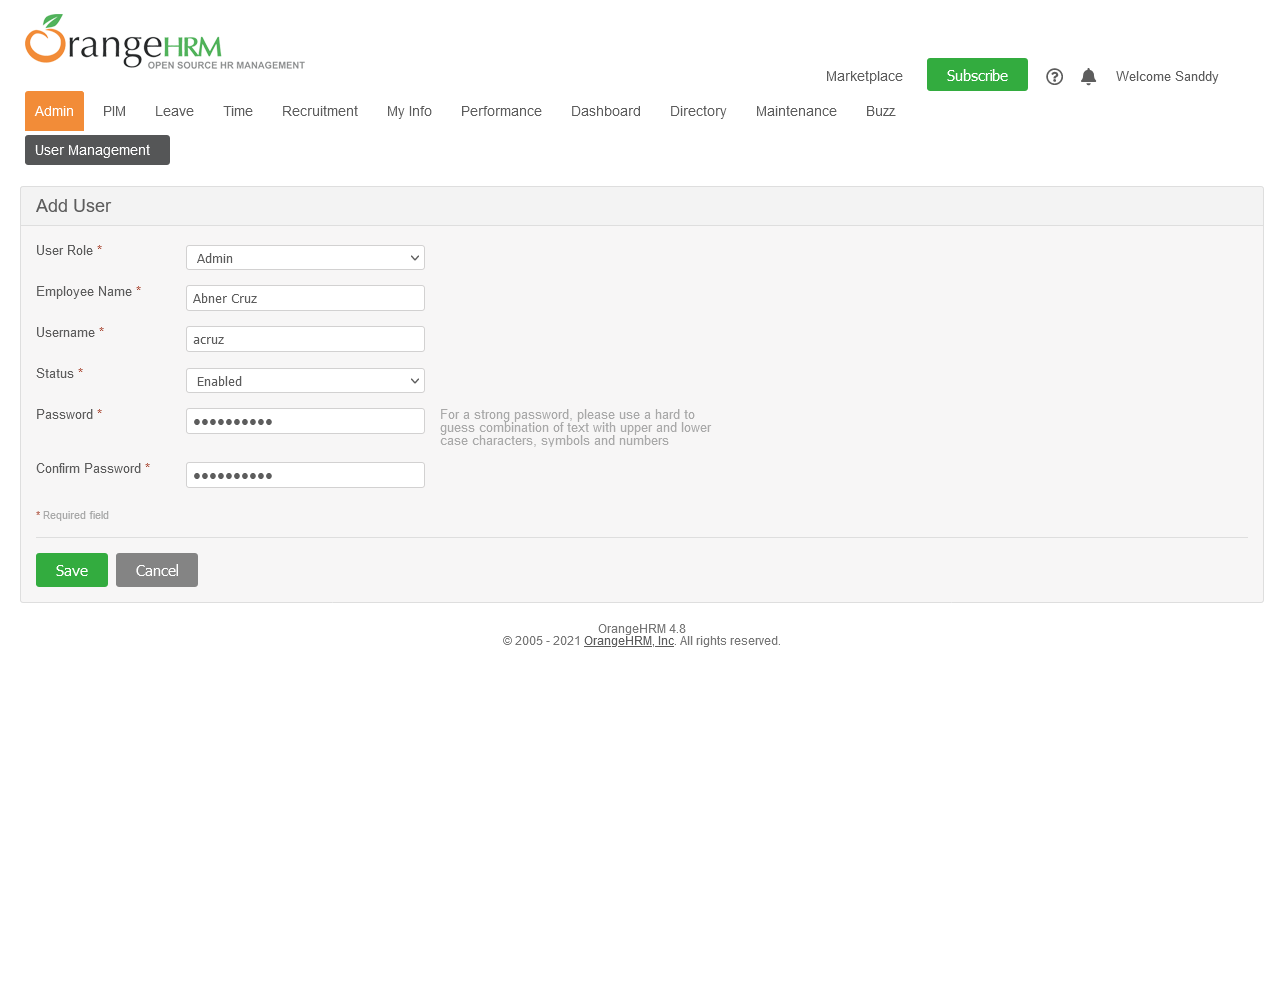 OrangeHRM
OPEN SOURCE HR MANAGEMENT
Marketplace Subscribe Welcome Sanddy
Admin PIM Leave Time Recruitment My Info Performance Dashboard Directory Maintenance Buzz
User Management
Add User
User Role * Admin
Employee Name * Abner Cruz
Username * acruz
Status * Enabled
Password * ●●●●●●●●●●
For a strong password, please use a hard to
guess combination of text with upper and lower
case characters, symbols and numbers
Confirm Password * ●●●●●●●●●●
* Required field
Save Cancel
OrangeHRM 4.8
© 2005 - 2021 OrangeHRM, Inc. All rights reserved.